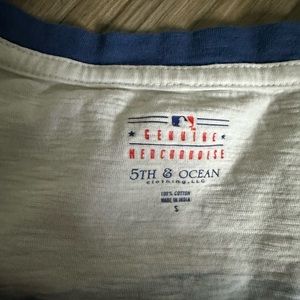 GENUINE
MERCHANDISE
5TH & OCEAN
clothing, LLC
100% COTTON
MADE IN INDIA
S